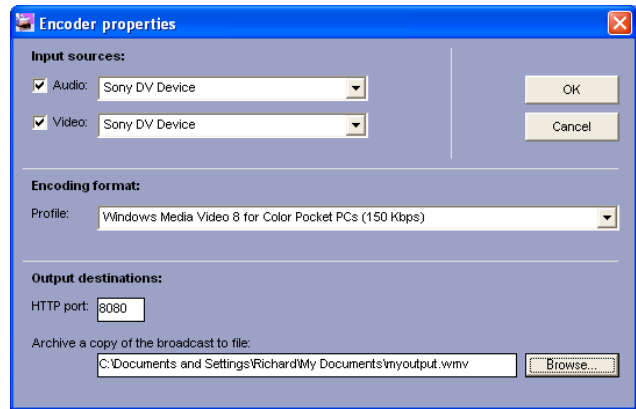 Encoder properties
Input sources:
Audio: Sony DV Device
OK
Video: Sony DV Device
Cancel
Encoding format:
Profile: Windows Media Video 8 for Color Pocket PCs (150 Kbps)
Output destinations:
HTTP port: 8080
Archive a copy of the broadcast to file:
C:\Documents and Settings\Richard\My Documents\myoutput.wmv Browse...